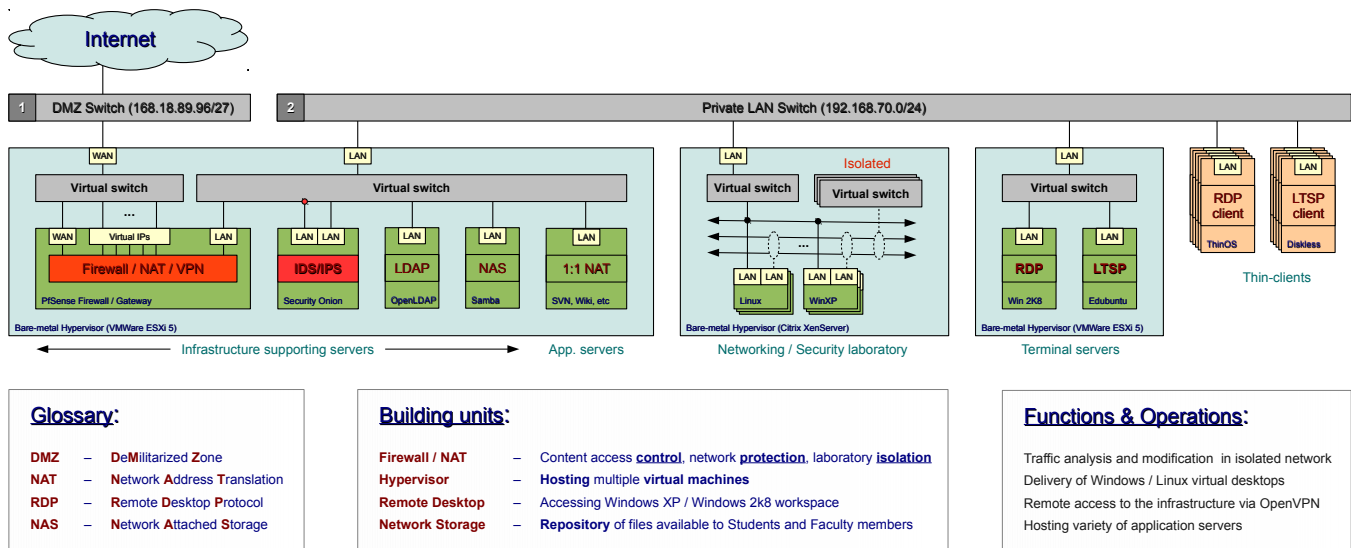 Internet
1
DMZ Switch (168.18.89.96/27)
2
Private LAN Switch (192.168.70.0/24)
WAN
LAN
Virtual switch
Virtual switch
...
WAN
Virtual IPs
LAN
Firewall / NAT / VPN
PfSense Firewall / Gateway
LAN
LAN
IDS/IPS
Security Onion
LAN
LDAP
OpenLDAP
LAN
NAS
Samba
LAN
1:1 NAT
SVN, Wiki, etc
Bare-metal Hypervisor (VMWare ESXi 5)
LAN
Isolated
Virtual switch
Virtual switch
...
LAN
LAN
Linux
LAN
LAN
WinXP
Bare-metal Hypervisor (Citrix XenServer)
LAN
Virtual switch
LAN
RDP
Win 2K8
LAN
LTSP
Edubuntu
Bare-metal Hypervisor (VMWare ESXi 5)
LAN
RDP
client
ThinOS
LAN
LTSP
client
Diskless
Thin-clients
Infrastructure supporting servers
App. servers
Networking / Security laboratory
Terminal servers
Glossary:
DMZ – DeMilitarized Zone
NAT – Network Address Translation
RDP – Remote Desktop Protocol
NAS – Network Attached Storage
Building units:
Firewall / NAT – Content access control, network protection, laboratory isolation
Hypervisor – Hosting multiple virtual machines
Remote Desktop – Accessing Windows XP / Windows 2k8 workspace
Network Storage – Repository of files available to Students and Faculty members
Functions & Operations:
Traffic analysis and modification in isolated network
Delivery of Windows / Linux virtual desktops
Remote access to the infrastructure via OpenVPN
Hosting variety of application servers